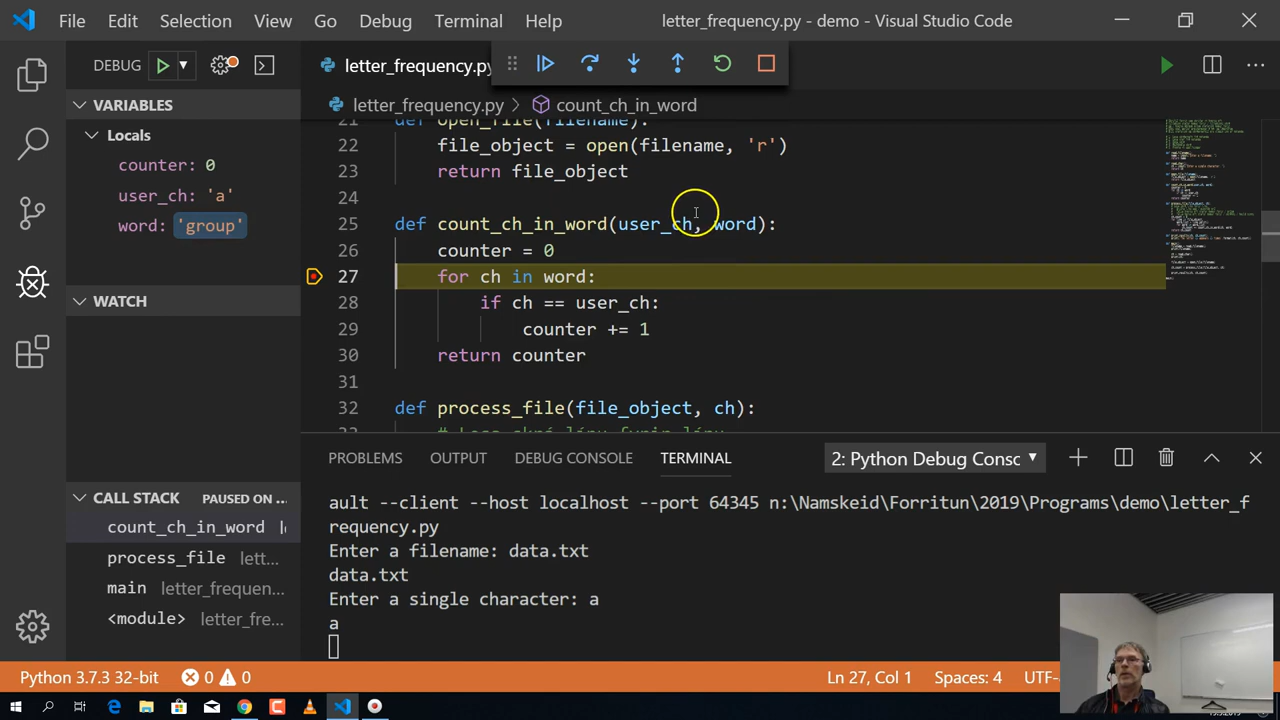 File Edit Selection View Go Debug Terminal Help letter_frequency.py - demo - Visual Studio Code
DEBUG
letter_frequency.py
VARIABLES
letter_frequency.py > count_ch_in_word
Locals
counter: 0
user_ch: 'a'
word: 'group'
WATCH
21 def open_file(filename):
22 file_object = open(filename, 'r')
23 return file_object
24
25 def count_ch_in_word(user_ch, word):
26 counter = 0
27 for ch in word:
28 if ch == user_ch:
29 counter += 1
30 return counter
31
32 def process_file(file_object, ch):
33
CALL STACK PAUSED ON ...
count_ch_in_word
process_file lett...
main letter_frequen...
<module> letter_fre...
PROBLEMS OUTPUT DEBUG CONSOLE TERMINAL 2: Python Debug Consc
ault --client --host localhost --port 64345 n:\Namskeid\Forritun\2019\Programs\demo\letter_f
requency.py
Enter a filename: data.txt
data.txt
Enter a single character: a
a
Python 3.7.3 32-bit 0 0 Ln 27, Col 1 Spaces: 4 UTF-